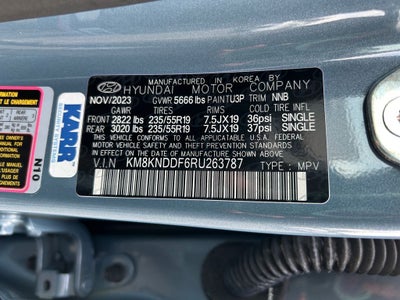 MANUFACTURED IN KOREA BY
HYUNDAI MOTOR COMPANY
NOV/2023 GVWR 5666 lbs PAINT U3P TRIM NNB
GAWR TIRES RIMS COLD TIRE INFL
FRONT 2822 lbs 235/55R19 7.5JX19 36psi SINGLE
REAR 3020 lbs 235/55R19 7.5JX19 37psi SINGLE
THIS VEHICLE CONFORMS TO ALL APPLICABLE U.S.A. FEDERAL
MOTOR VEHICLE SAFETY AND THEFT PREVENTION STANDARDS
IN EFFECT ON THE DATE OF MANUFACTURE SHOWN ABOVE.
V.I.N KM8KNDDF6RU263787 TYPE : MPV
KARR
N10